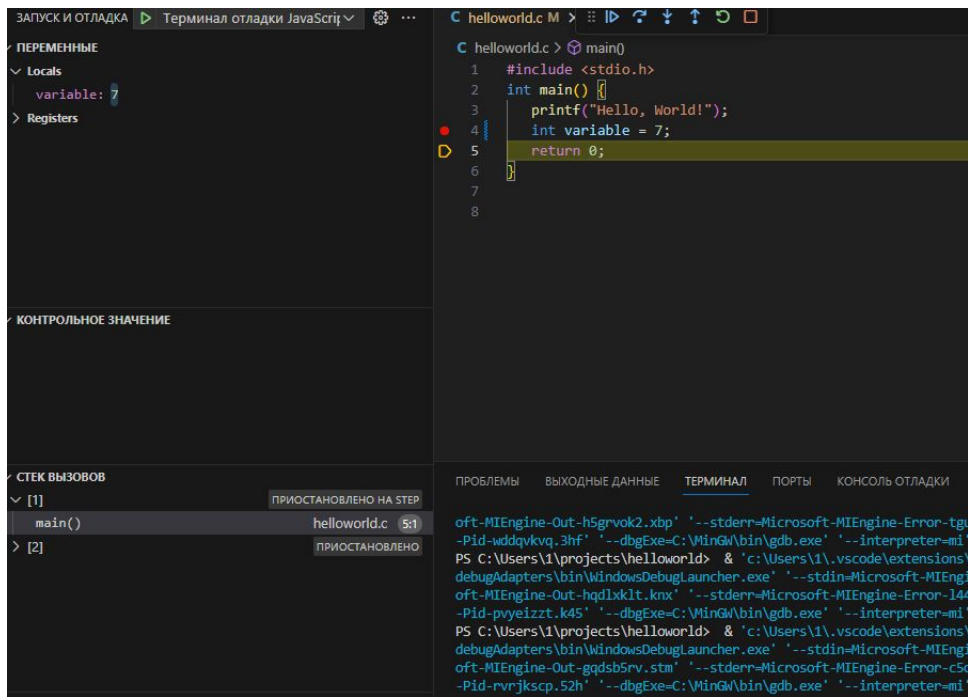 ЗАПУСК И ОТЛАДКА Терминал отладки JavaScrip
ПЕРЕМЕННЫЕ
Locals
variable: 7
Registers
КОНТРОЛЬНОЕ ЗНАЧЕНИЕ
СТЕК ВЫЗОВОВ
[1] ПРИОСТАНОВЛЕНО НА STEP
main() helloworld.c 5:1
[2] ПРИОСТАНОВЛЕНО
C helloworld.c M
C helloworld.c > main()
1 #include <stdio.h>
2 int main() {
3 printf("Hello, World!");
4 int variable = 7;
5 return 0;
6 }
7
8
ПРОБЛЕМЫ ВЫХОДНЫЕ ДАННЫЕ ТЕРМИНАЛ ПОРТЫ КОНСОЛЬ ОТЛАДКИ
oft-MIEngine-Out-h5grvok2.xbp' '--stderr=Microsoft-MIEngine-Error-tgu
-Pid-wddqvkvq.3hf' '--dbgExe=C:\MinGW\bin\gdb.exe' '--interpreter=mi'
PS C:\Users\1\projects\helloworld> & 'c:\Users\1\.vscode\extensions\
debugAdapters\bin\WindowsDebugLauncher.exe' '--stdin=Microsoft-MIEngi
oft-MIEngine-Out-hqdlxklt.knx' '--stderr=Microsoft-MIEngine-Error-l44
-Pid-pvyeizzt.k45' '--dbgExe=C:\MinGW\bin\gdb.exe' '--interpreter=mi'
PS C:\Users\1\projects\helloworld> & 'c:\Users\1\.vscode\extensions\
debugAdapters\bin\WindowsDebugLauncher.exe' '--stdin=Microsoft-MIEngi
oft-MIEngine-Out-gqdsb5rv.stm' '--stderr=Microsoft-MIEngine-Error-c5c
-Pid-rvrjkscp.52h' '--dbgExe=C:\MinGW\bin\gdb.exe' '--interpreter=mi'